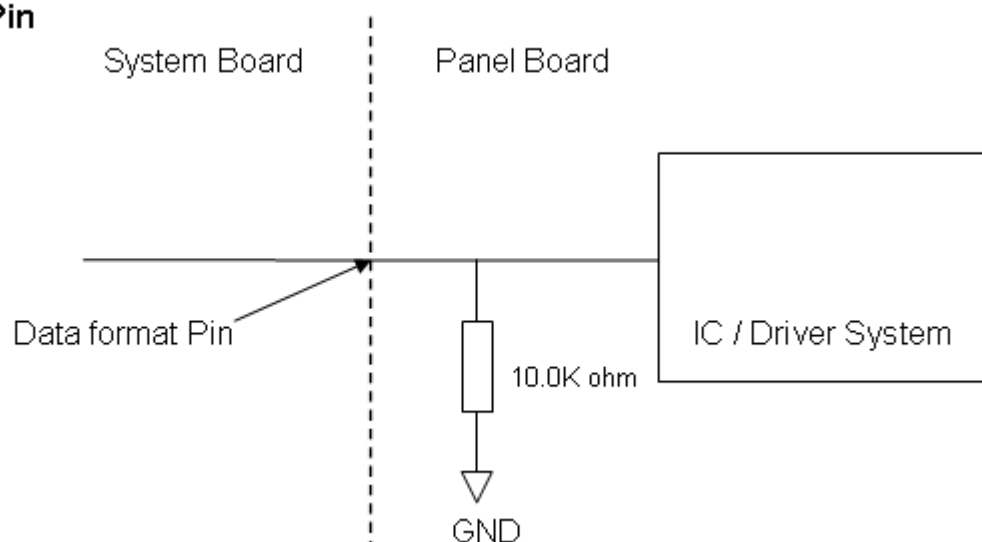 Pin
System Board
Panel Board
Data format Pin
IC / Driver System
10.0K ohm
GND